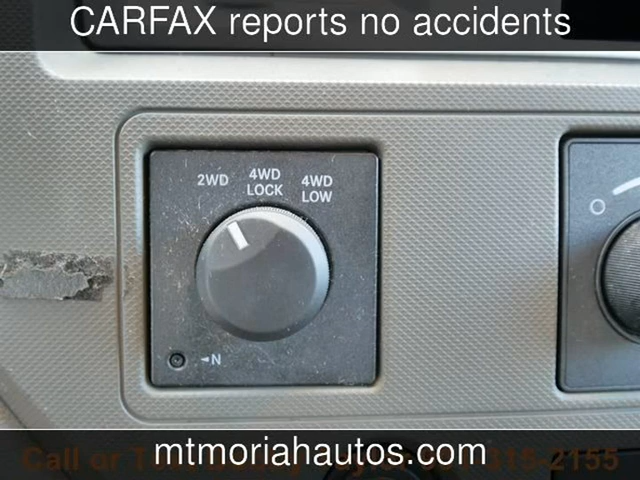 CARFAX reports no accidents
2WD
4WD
LOCK
4WD
LOW
N
mtmoriahautos.com